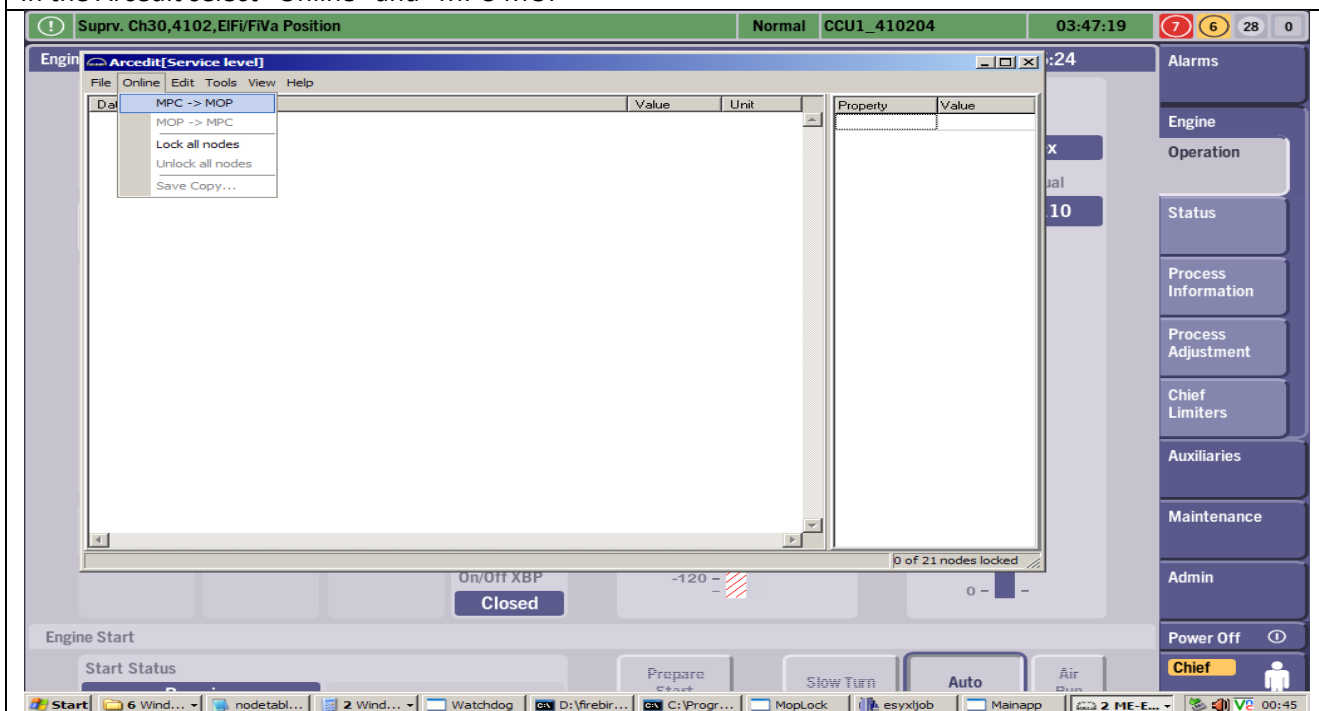 Suprv. Ch30,4102,ElFi/FiVa Position Normal CCU1_410204 03:47:19 7 6 28 0
Engin :24 Alarms
Arcedit[Service level]
File Online Edit Tools View Help
Value Unit Property Value
MPC -> MOP
MOP -> MPC
Lock all nodes
Unlock all nodes
Save Copy...
Engine
Operation
10
Status
Process
Information
Process
Adjustment
Chief
Limiters
Auxiliaries
Maintenance
0 of 21 nodes locked
On/Off XBP -120 0
Closed
Admin
Engine Start Power Off
Start Status Prepare Slow Turn Auto Air Chief
Start
Start 6 Wind... nodetabl... 2 Wind... Watchdog D:\firebir... C:\Progr... MopLock esyxljob Mainapp 2 ME-E... 00:45